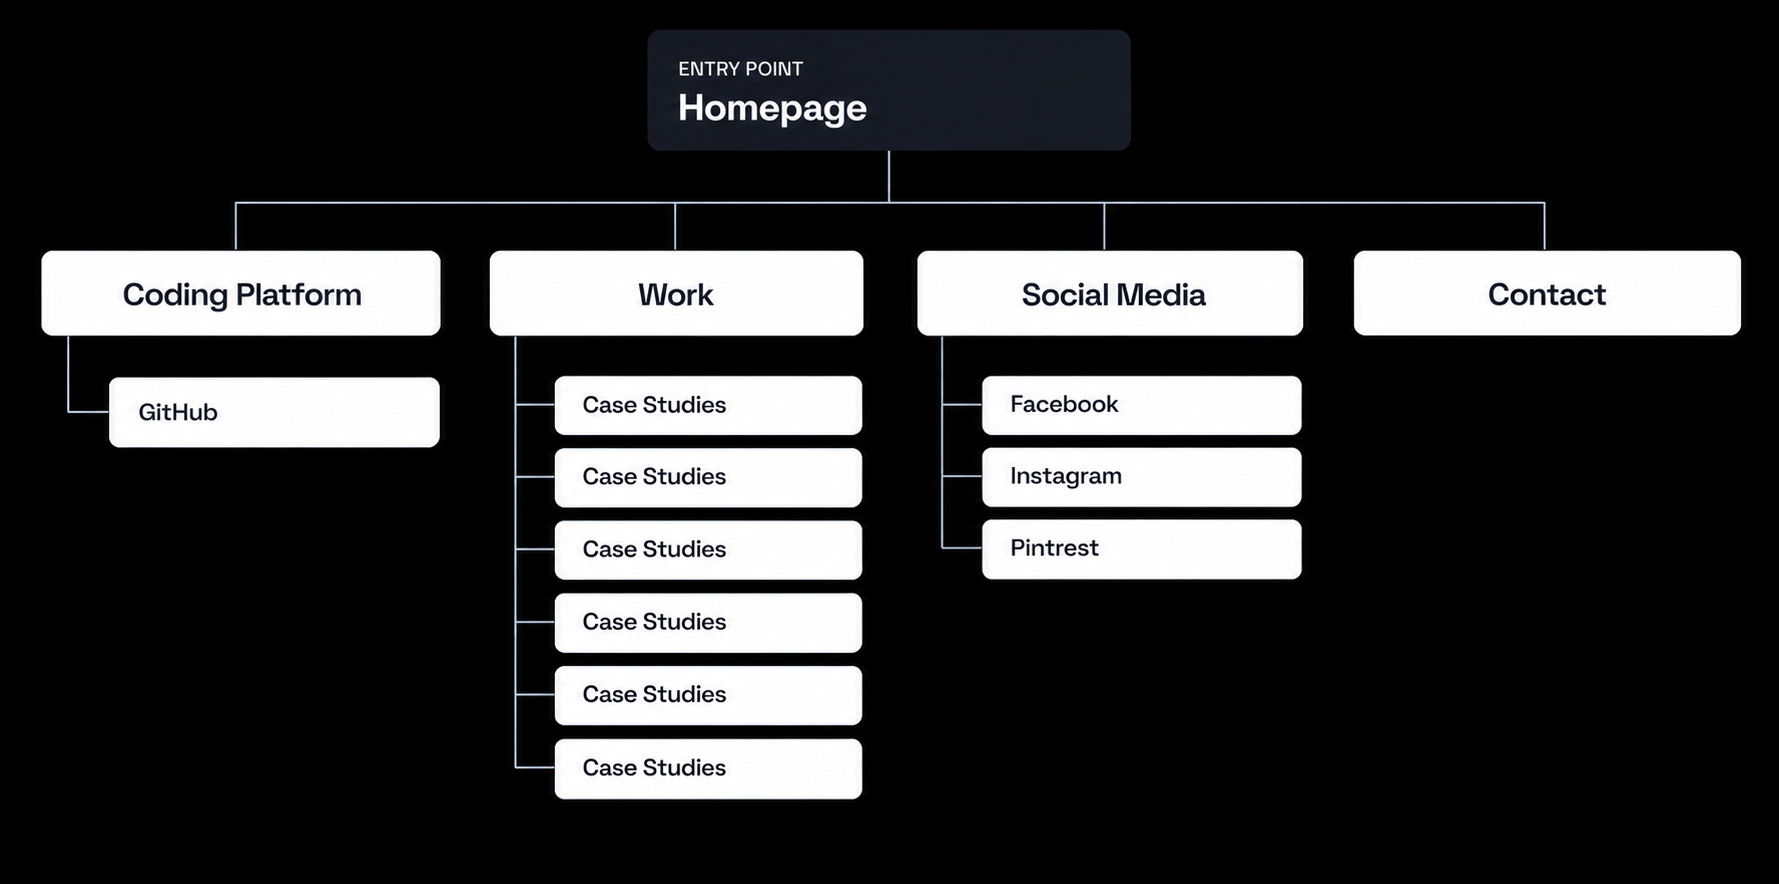 ENTRY POINT
Homepage
Coding Platform
GitHub
Work
Case Studies
Case Studies
Case Studies
Case Studies
Case Studies
Case Studies
Social Media
Facebook
Instagram
Pintrest
Contact